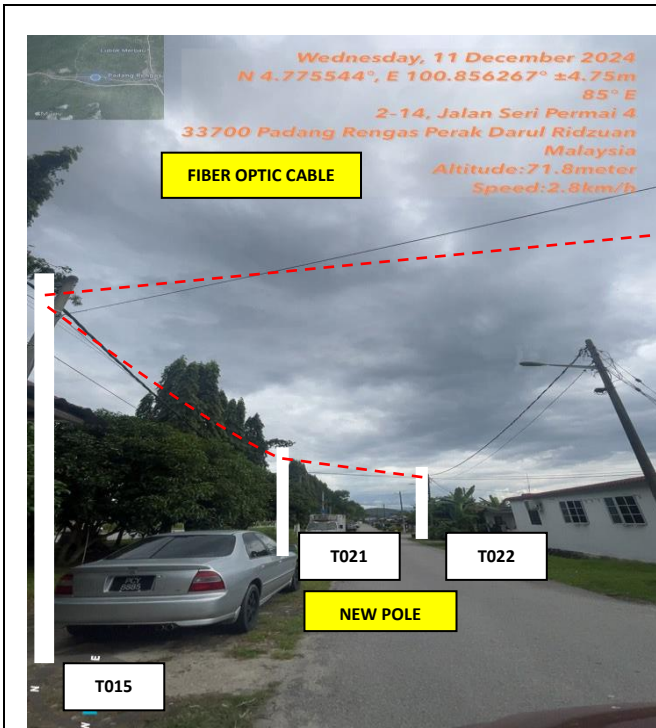 Wednesday, 11 December 2024
N 4.775544°, E 100.856267° ±4.75m
85° E
2-14, Jalan Seri Permai 4
33700 Padang Rengas Perak Darul Ridzuan
Malaysia
Altitude:71.8meter
Speed:2.8km/h
Padang Rengas
FIBER OPTIC CABLE
T021
T022
NEW POLE
T015
N
E